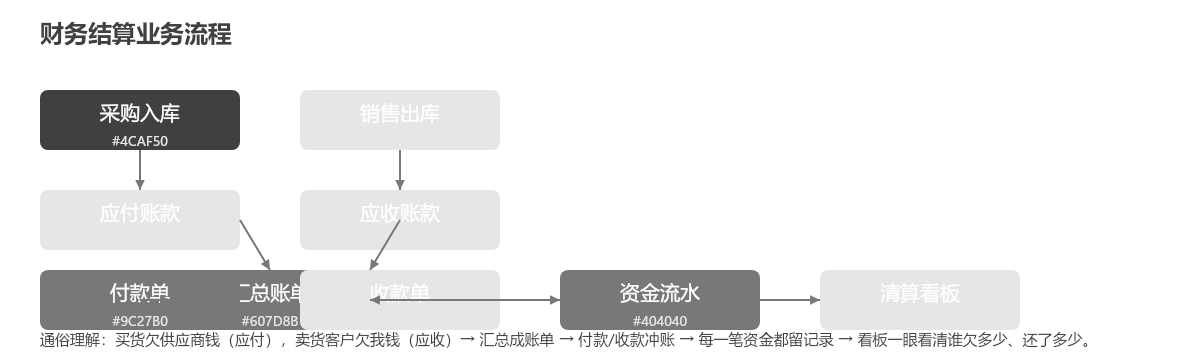 财务结算业务流程
采购入库
#4CAF50
销售出库
应付账款
应收账款
付款单
#9C27B0
汇总账单
#607D8B
收款单
资金流水
#404040
清算看板
通俗理解：买货欠供应商钱（应付），卖货客户欠我钱（应收）→ 汇总成账单 → 付款/收款冲账 → 每一笔资金都留记录 → 看板一眼看清谁欠多少、还了多少。